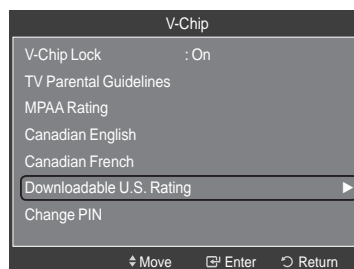 V-Chip
V-Chip Lock : On
TV Parental Guidelines
MPAA Rating
Canadian English
Canadian French
Downloadable U.S. Rating
Change PIN
Move Enter Return